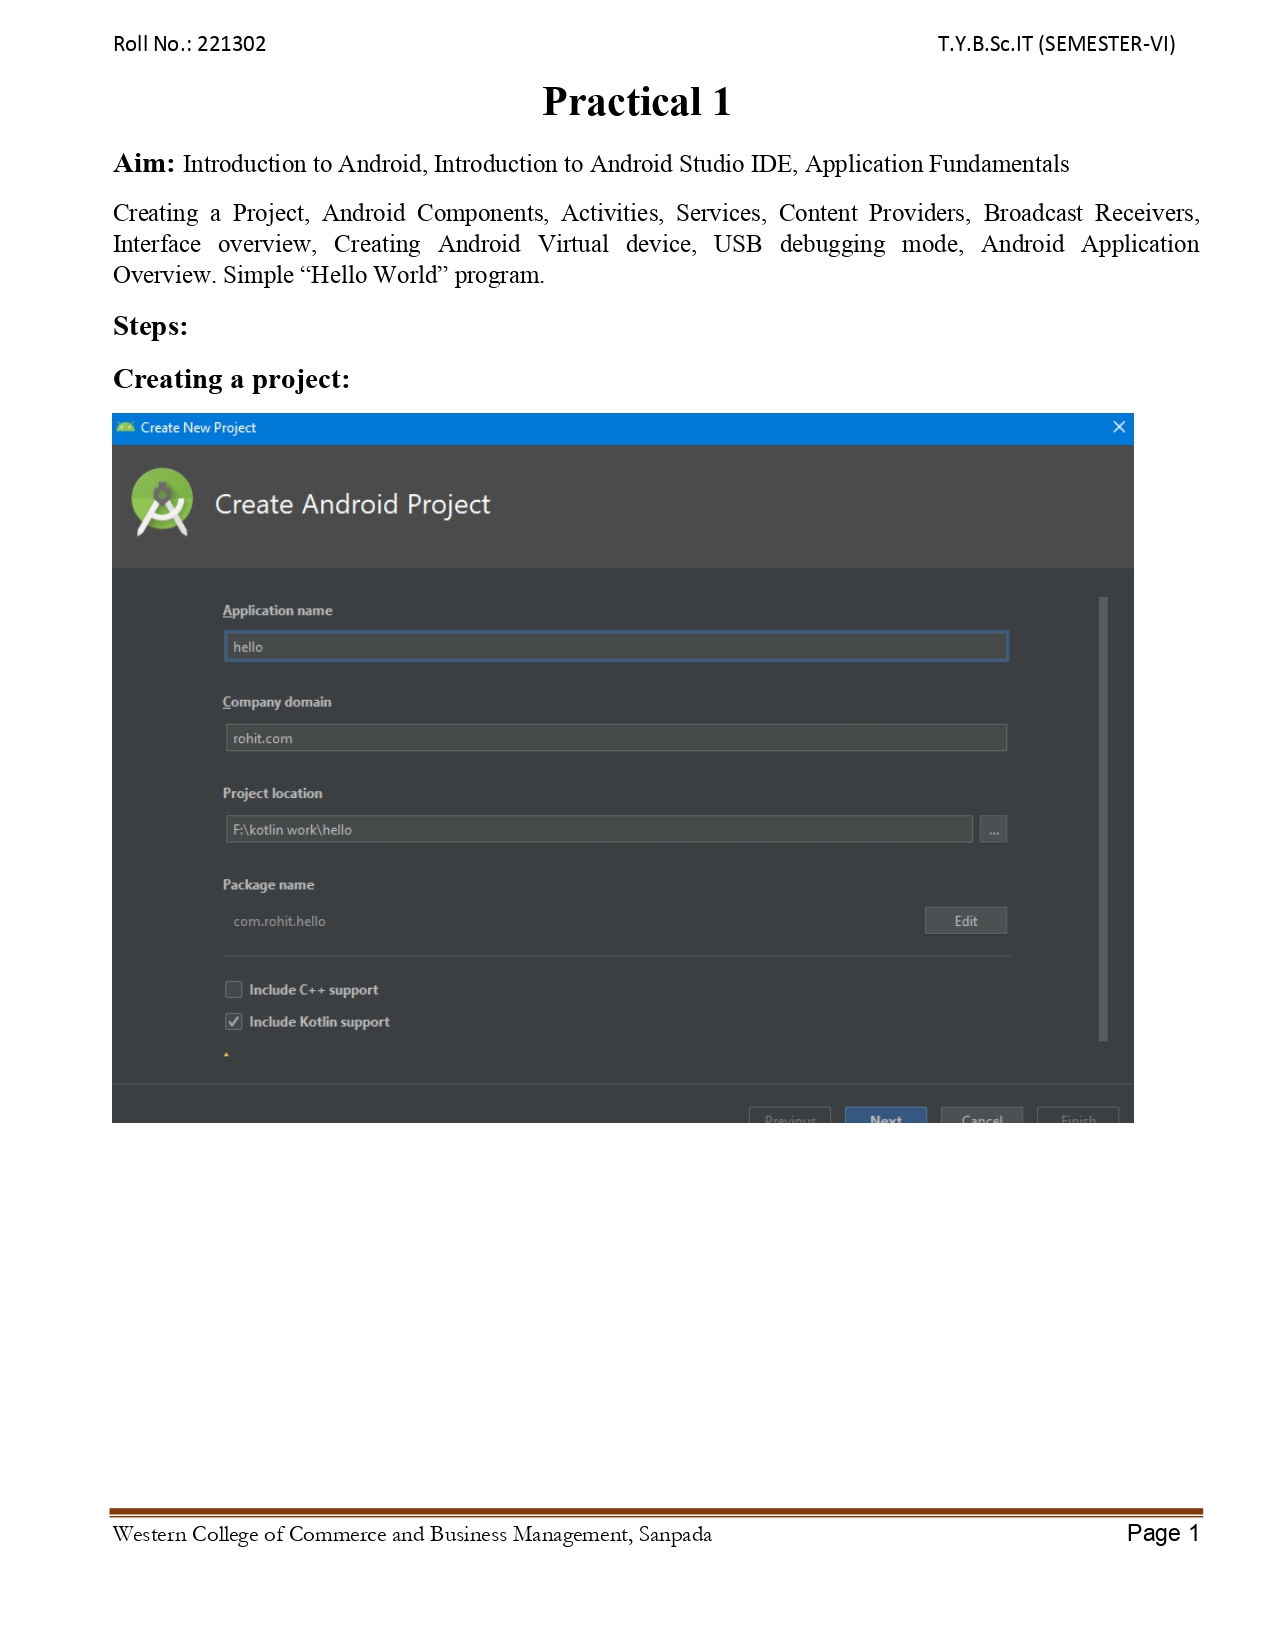 Roll No.: 221302 T.Y.B.Sc.IT (SEMESTER-VI)
Practical 1
Aim: Introduction to Android, Introduction to Android Studio IDE, Application Fundamentals
Creating a Project, Android Components, Activities, Services, Content Providers, Broadcast Receivers,
Interface overview, Creating Android Virtual device, USB debugging mode, Android Application
Overview. Simple “Hello World” program.
Steps:
Creating a project:
Create New Project
Create Android Project
Application name
hello
Company domain
rohit.com
Project location
F:\kotlin work\hello
...
Package name
com.rohit.hello
Edit
Include C++ support
Include Kotlin support
Previous Next Cancel Finish
Western College of Commerce and Business Management, Sanpada Page 1